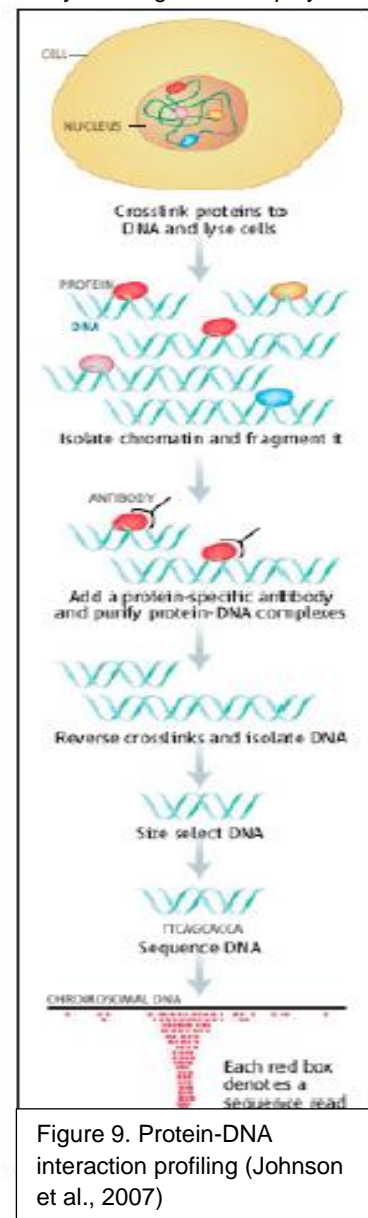 CELL
NUCLEUS
Crosslink proteins to
DNA and lyse cells
PROTEIN
DNA
Isolate chromatin and fragment it
ANTIBODY
Add a protein-specific antibody
and purify protein-DNA complexes
Reverse crosslinks and isolate DNA
Size select DNA
TTCAGCACCA
Sequence DNA
CHROMOSOMAL DNA
Each red box
denotes a
sequence read
Figure 9. Protein-DNA
interaction profiling (Johnson
et al., 2007)